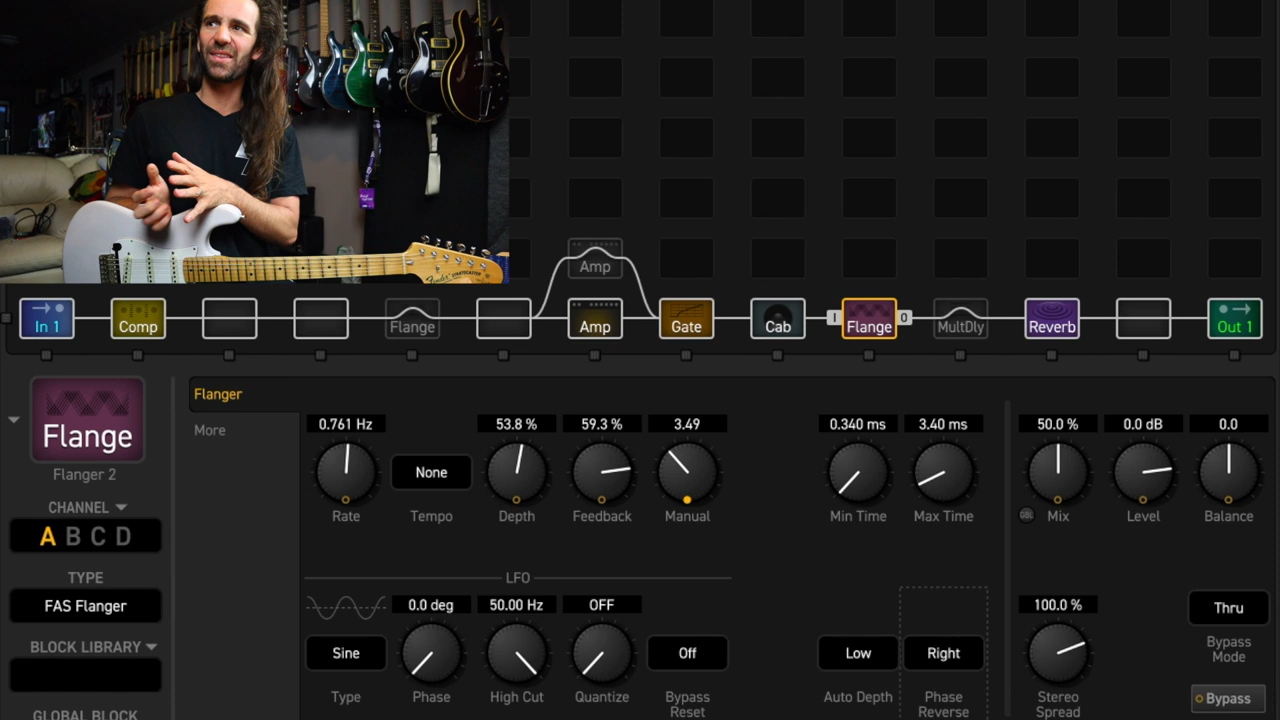 Fender STRATOCASTER
Amp
In 1
Comp
Flange
Amp
Gate
Cab
I
Flange
O
MultDly
Reverb
Out 1
Flange
Flanger 2
CHANNEL
A B C D
TYPE
FAS Flanger
BLOCK LIBRARY
GLOBAL BLOCK
Flanger
More
0.761 Hz
53.8 %
59.3 %
3.49
0.340 ms
3.40 ms
50.0 %
0.0 dB
0.0
None
Rate
Tempo
Depth
Feedback
Manual
Min Time
Max Time
GBL
Mix
Level
Balance
LFO
0.0 deg
50.00 Hz
OFF
100.0 %
Thru
Sine
Off
Low
Right
Bypass
Mode
Type
Phase
High Cut
Quantize
Bypass
Reset
Auto Depth
Phase
Reverse
Stereo
Spread
Bypass